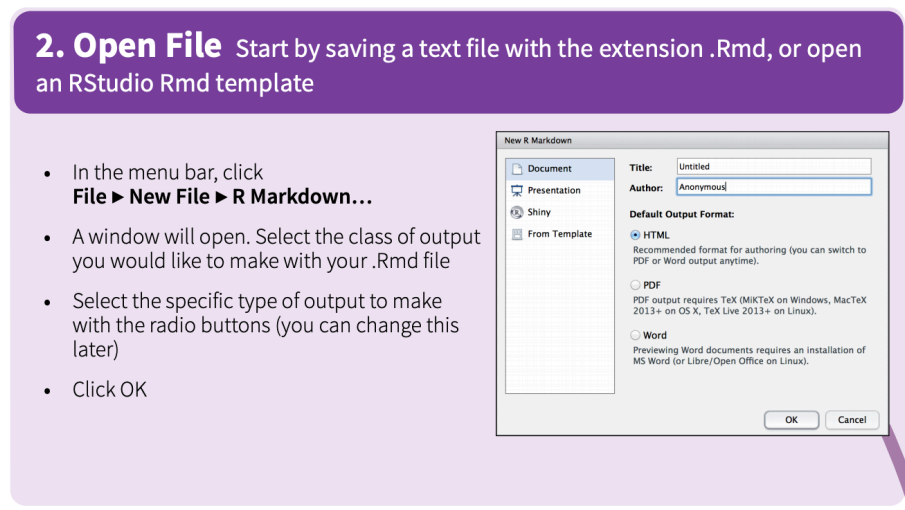 2. Open File Start by saving a text file with the extension .Rmd, or open
an RStudio Rmd template
• In the menu bar, click
File ▸ New File ▸ R Markdown…
• A window will open. Select the class of output
you would like to make with your .Rmd file
• Select the specific type of output to make
with the radio buttons (you can change this
later)
• Click OK
New R Markdown
Document
Presentation
Shiny
From Template
Title: Untitled
Author: Anonymous
Default Output Format:
HTML
Recommended format for authoring (you can switch to
PDF or Word output anytime).
PDF
PDF output requires TeX (MiKTeX on Windows, MacTeX
2013+ on OS X, TeX Live 2013+ on Linux).
Word
Previewing Word documents requires an installation of
MS Word (or Libre/Open Office on Linux).
OK Cancel